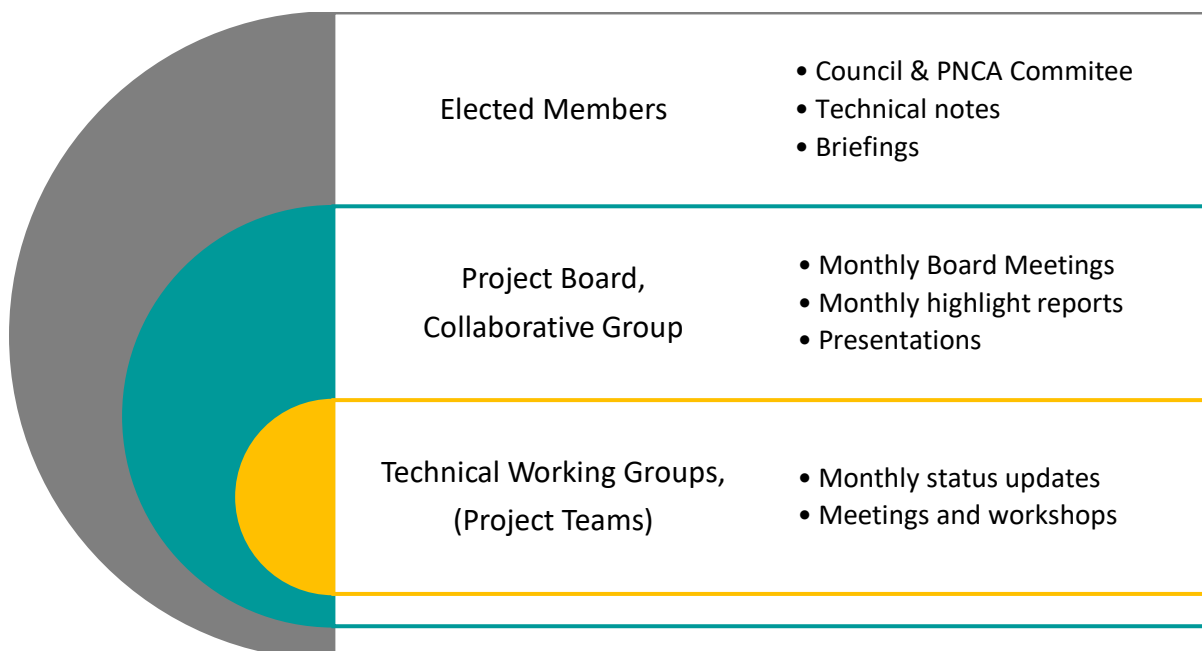 Elected Members
• Council & PNCA Commitee
• Technical notes
• Briefings
Project Board,
Collaborative Group
• Monthly Board Meetings
• Monthly highlight reports
• Presentations
Technical Working Groups,
(Project Teams)
• Monthly status updates
• Meetings and workshops